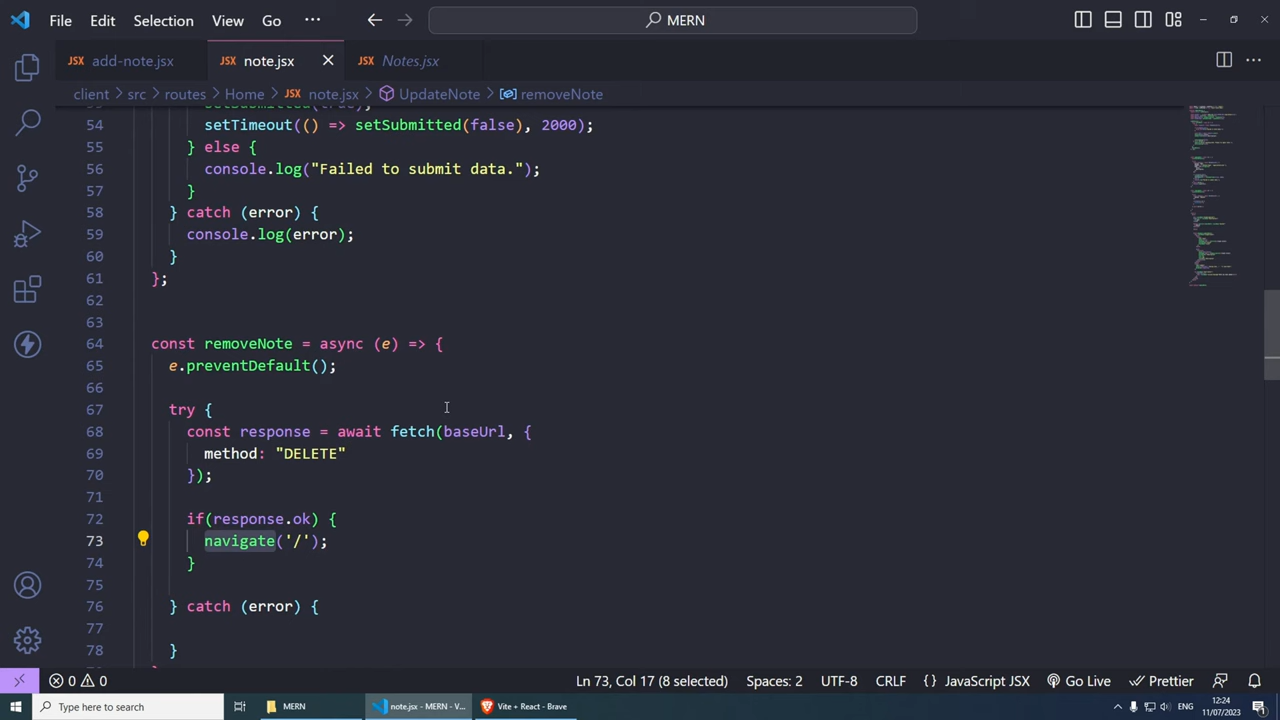 File Edit Selection View Go ··· MERN
JSX add-note.jsx JSX note.jsx JSX Notes.jsx
client > src > routes > Home > JSX note.jsx > UpdateNote > removeNote
54 setTimeout(() => setSubmitted(false), 2000);
55 } else {
56 console.log("Failed to submit data.");
57 }
58 } catch (error) {
59 console.log(error);
60 }
61 };
62
63
64 const removeNote = async (e) => {
65 e.preventDefault();
66
67 try {
68 const response = await fetch(baseUrl, {
69 method: "DELETE"
70 });
71
72 if(response.ok) {
73 navigate('/');
74 }
75
76 } catch (error) {
77
78 }
0 0 Ln 73, Col 17 (8 selected) Spaces: 2 UTF-8 CRLF {} JavaScript JSX Go Live Prettier
Type here to search MERN note.jsx - MERN - V... Vite + React - Brave ENG 12:24
11/07/2023